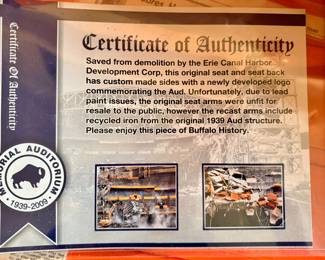 Certificate of Authenticity
Saved from demolition by the Erie Canal Harbor
Development Corp, this original seat and seat back
has custom made sides with a newly developed logo
commemorating the Aud. Unfortunately, due to lead
paint issues, the original seat arms were unfit for
resale to the public, however the recast arms include
recycled iron from the original 1939 Aud structure.
Please enjoy this piece of Buffalo History.
Certificate Of Authenticity
MEMORIAL AUDITORIUM
·1939-2009·